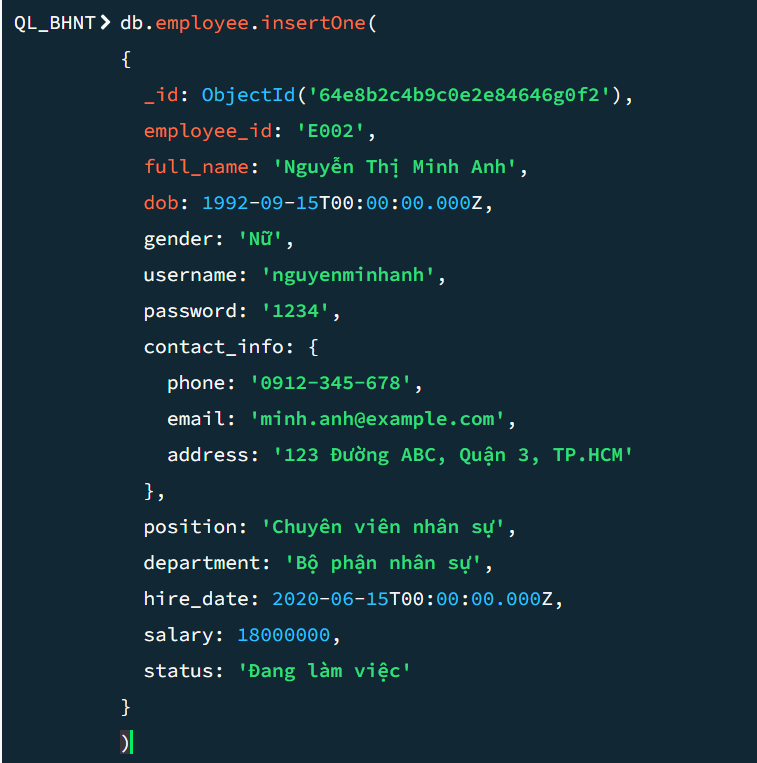 QL_BHNT> db.employee.insertOne(
{
_id: ObjectId('64e8b2c4b9c0e2e84646g0f2'),
employee_id: 'E002',
full_name: 'Nguyễn Thị Minh Anh',
dob: 1992-09-15T00:00:00.000Z,
gender: 'Nữ',
username: 'nguyenminhanh',
password: '1234',
contact_info: {
phone: '0912-345-678',
email: 'minh.anh@example.com',
address: '123 Đường ABC, Quận 3, TP.HCM'
},
position: 'Chuyên viên nhân sự',
department: 'Bộ phận nhân sự',
hire_date: 2020-06-15T00:00:00.000Z,
salary: 18000000,
status: 'Đang làm việc'
}
)